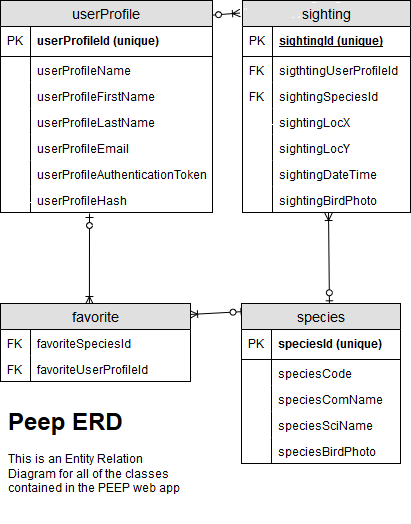 userProfile
PK userProfileId (unique)
userProfileName
userProfileFirstName
userProfileLastName
userProfileEmail
userProfileAuthenticationToken
userProfileHash
sighting
PK sightingId (unique)
FK sigthtingUserProfileId
FK sightingSpeciesId
sightingLocX
sightingLocY
sightingDateTime
sightingBirdPhoto
favorite
FK favoriteSpeciesId
FK favoriteUserProfileId
species
PK speciesId (unique)
speciesCode
speciesComName
speciesSciName
speciesBirdPhoto
Peep ERD
This is an Entity Relation
Diagram for all of the classes
contained in the PEEP web app